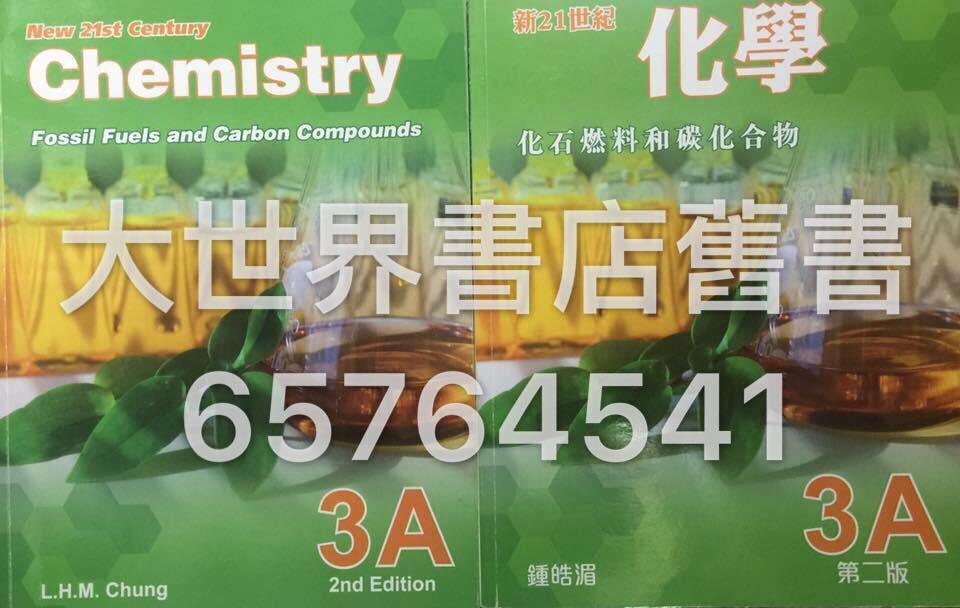 New 21st Century
Chemistry
Fossil Fuels and Carbon Compounds
3A
2nd Edition
L.H.M. Chung
新21世紀
化學
化石燃料和碳化合物
3A
第二版
鍾皓湄
大世界書店舊書
65764541